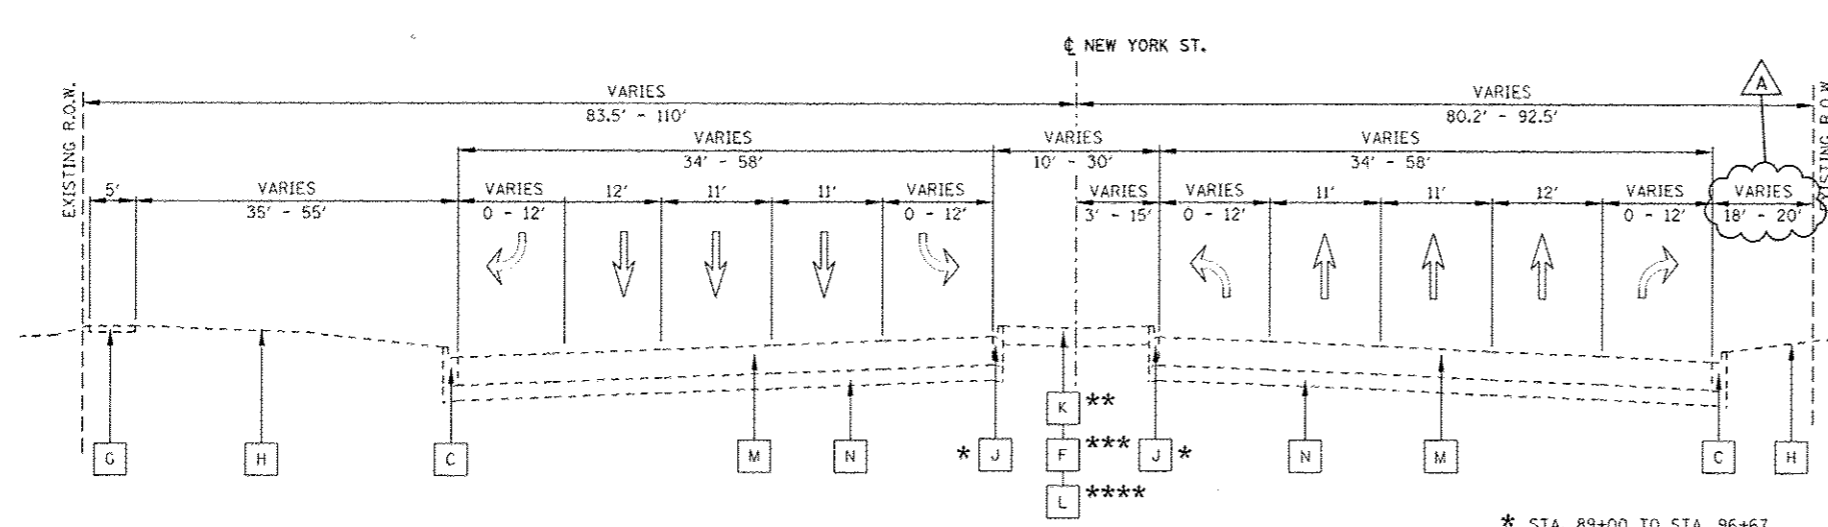 ℄ NEW YORK ST.
A
VARIES
83.5' - 110'
VARIES
80.2' - 92.5'
EXISTING R.O.W.
EXISTING R.O.W.
VARIES
34' - 58'
VARIES
10' - 30'
VARIES
34' - 58'
5'
VARIES
35' - 55'
VARIES
0 - 12'
12'
11'
11'
VARIES
0 - 12'
VARIES
3' - 15'
VARIES
0 - 12'
11'
11'
12'
VARIES
0 - 12'
VARIES
18' - 20'
K **
G
H
C
M
N
* J
F ***
J *
N
M
C
H
L ****
* STA. 89+00 TO STA. 96+67